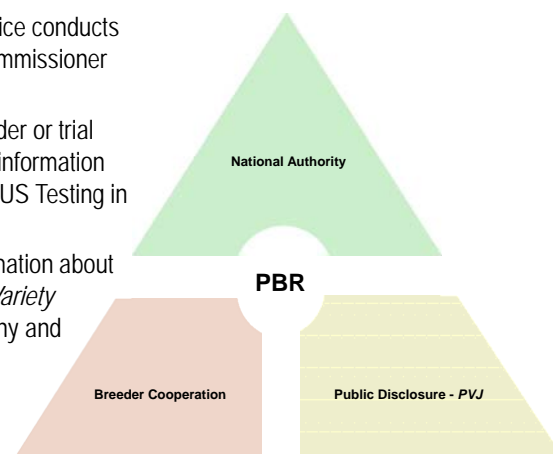 ice conducts
mmissioner
der or trial
information
US Testing in
nation about
Variety
ny and
National Authority
PBR
Breeder Cooperation
Public Disclosure - PVJ